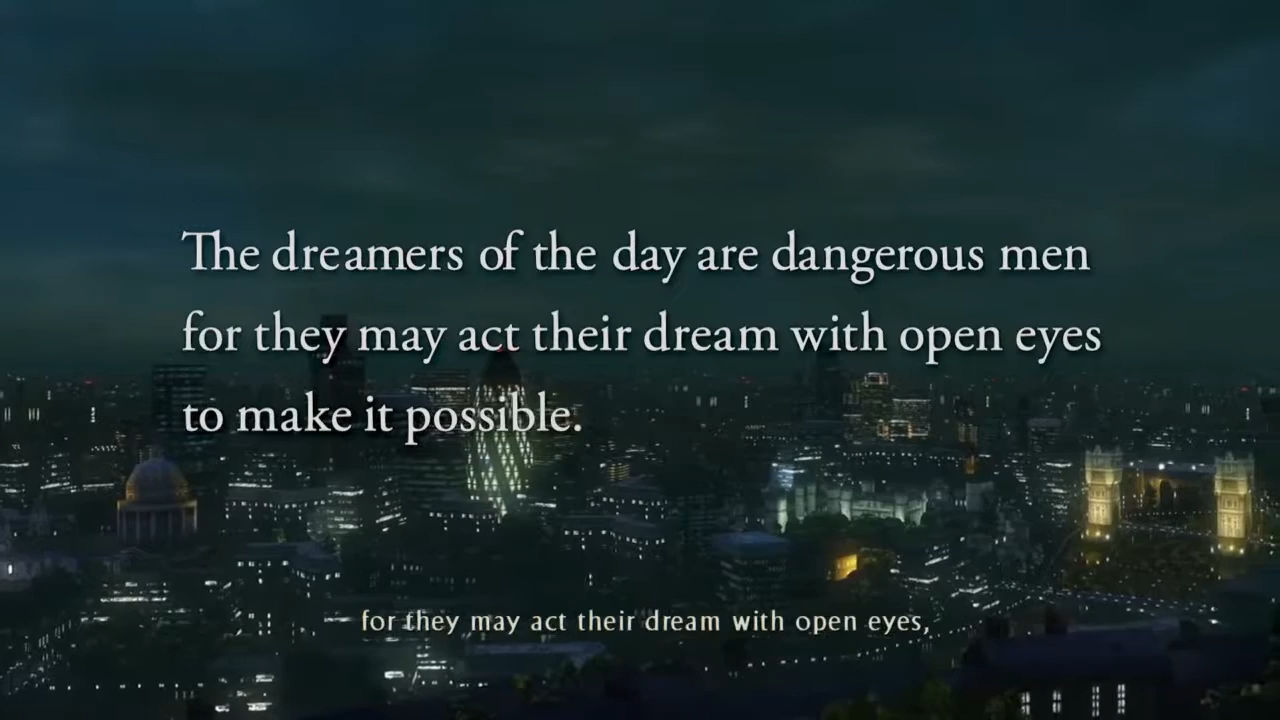 The dreamers of the day are dangerous men
for they may act their dream with open eyes
to make it possible.
for they may act their dream with open eyes,